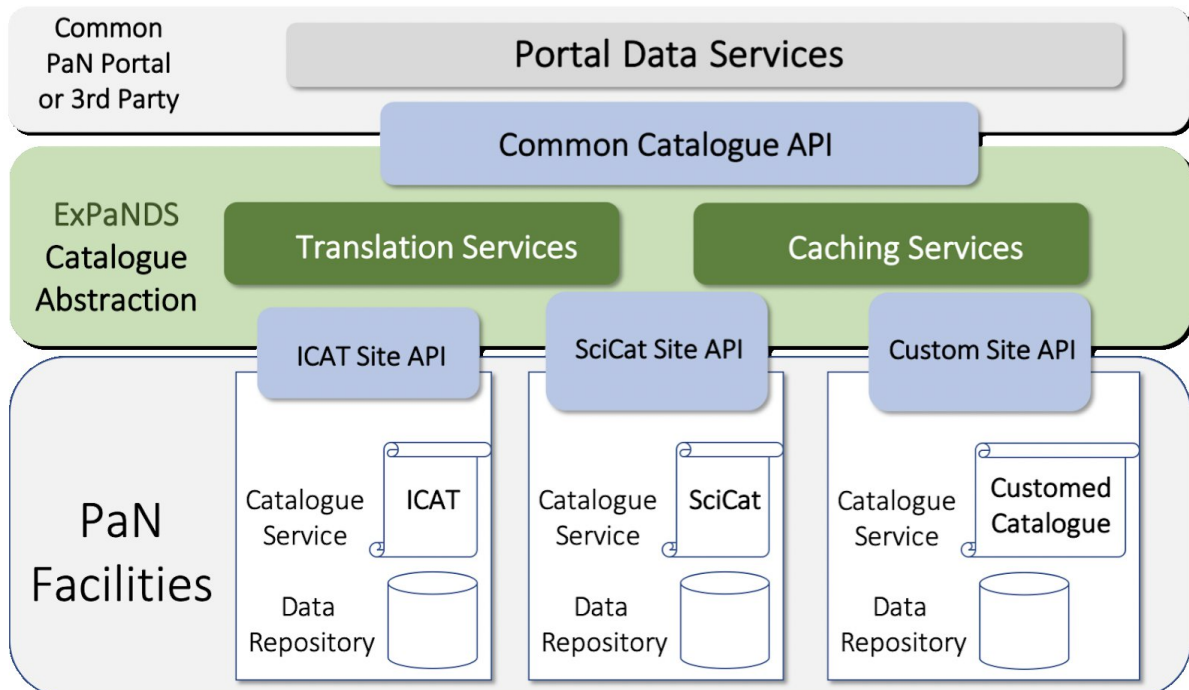 Common
PaN Portal
or 3rd Party
Portal Data Services
Common Catalogue API
ExPaNDS
Catalogue
Abstraction
Translation Services
Caching Services
ICAT Site API
SciCat Site API
Custom Site API
PaN
Facilities
Catalogue
Service
ICAT
Data
Repository
Catalogue
Service
SciCat
Data
Repository
Catalogue
Service
Customed
Catalogue
Data
Repository